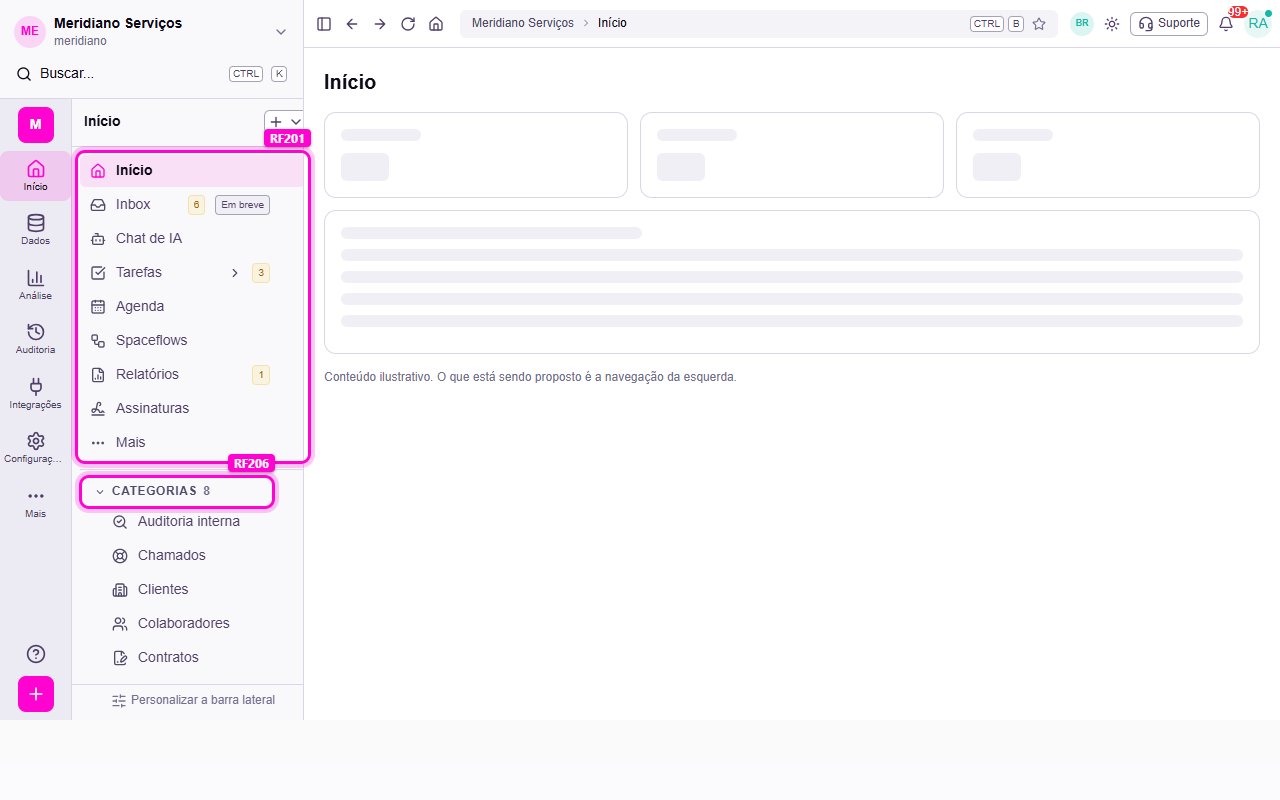 ME
Meridiano Serviços
meridiano
Buscar...
CTRL K
Meridiano Serviços > Início
CTRL B
BR
Suporte
99+
RA
M
Início
Dados
Análise
Auditoria
Integrações
Configuraç...
Mais
Início
RF201
Início
Inbox 6 Em breve
Chat de IA
Tarefas 3
Agenda
Spaceflows
Relatórios 1
Assinaturas
Mais
RF206
CATEGORIAS 8
Auditoria interna
Chamados
Clientes
Colaboradores
Contratos
Personalizar a barra lateral
Início
Conteúdo ilustrativo. O que está sendo proposto é a navegação da esquerda.